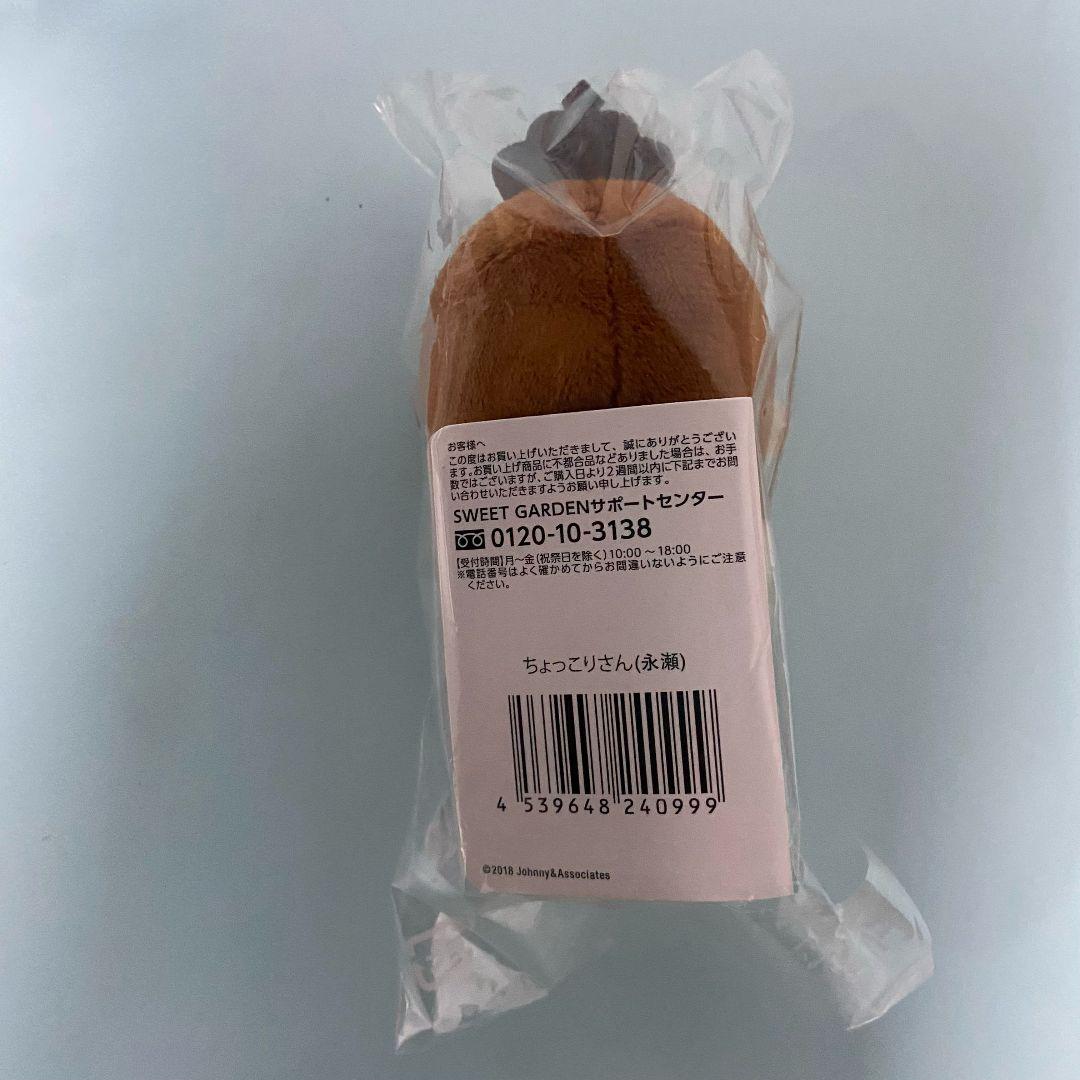 お客様へ
この度はお買い上げいただきまして、誠にありがとうござい
ます。お買い上げ商品に不都合品などありました場合は、お手
数ではございますが、ご購入日より2週間以内に下記までお問
い合わせいただきますようお願い申し上げます。
SWEET GARDENサポートセンター
0120-10-3138
【受付時間】月〜金(祝祭日を除く)10:00 〜 18:00
※電話番号はよく確かめてからお間違いないようにご注意
ください。
ちょっこりさん(永瀬)
4 539648 240999
©2018 Johnny&Associates